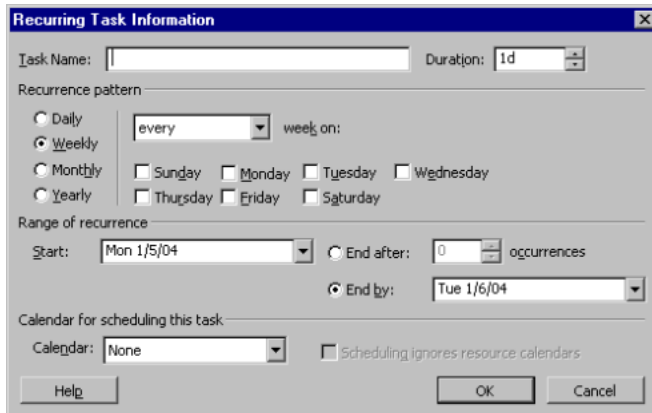 Recurring Task Information
Task Name: Duration: 1d
Recurrence pattern
Daily
Weekly
Monthly
Yearly
every week on:
Sunday Monday Tuesday Wednesday
Thursday Friday Saturday
Range of recurrence
Start: Mon 1/5/04 End after: 0 occurrences
End by: Tue 1/6/04
Calendar for scheduling this task
Calendar: None Scheduling ignores resource calendars
Help OK Cancel